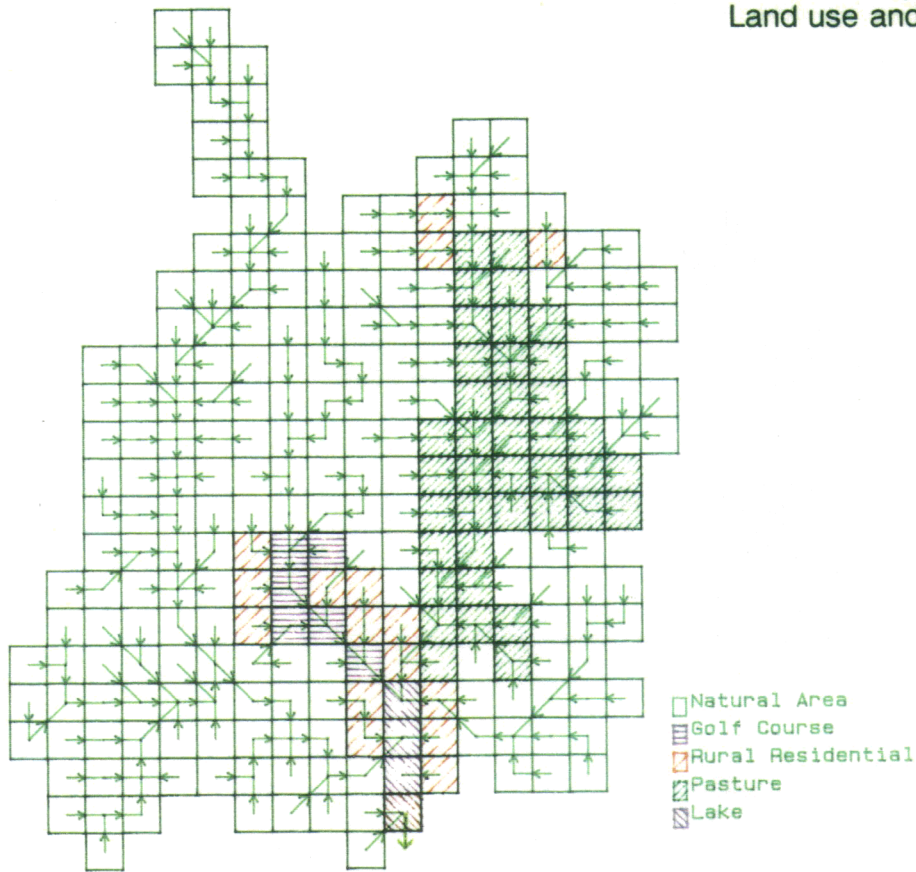 Land use and
Natural Area
Golf Course
Rural Residential
Pasture
Lake